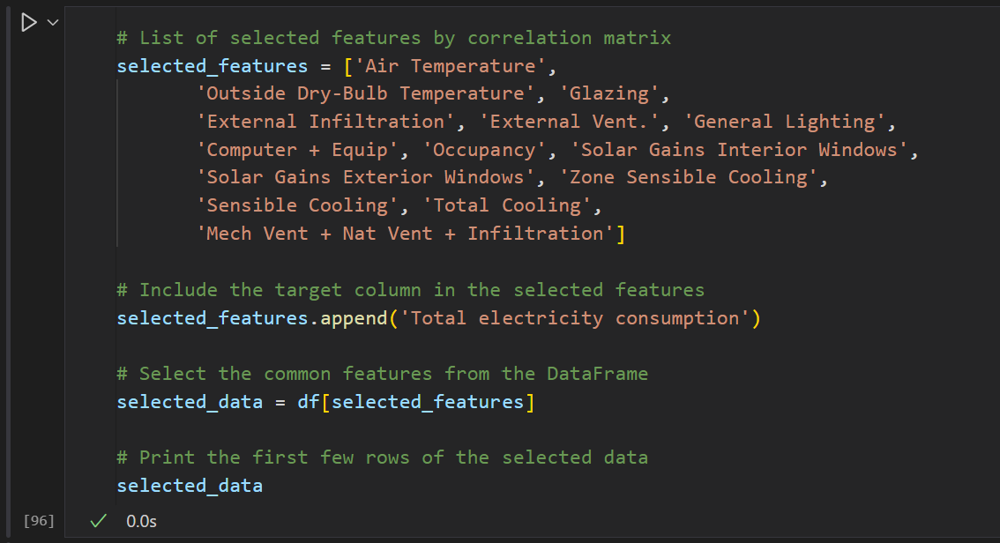 # List of selected features by correlation matrix
selected_features = ['Air Temperature',
'Outside Dry-Bulb Temperature', 'Glazing',
'External Infiltration', 'External Vent.', 'General Lighting',
'Computer + Equip', 'Occupancy', 'Solar Gains Interior Windows',
'Solar Gains Exterior Windows', 'Zone Sensible Cooling',
'Sensible Cooling', 'Total Cooling',
'Mech Vent + Nat Vent + Infiltration']
# Include the target column in the selected features
selected_features.append('Total electricity consumption')
# Select the common features from the DataFrame
selected_data = df[selected_features]
# Print the first few rows of the selected data
selected_data
[96] 0.0s